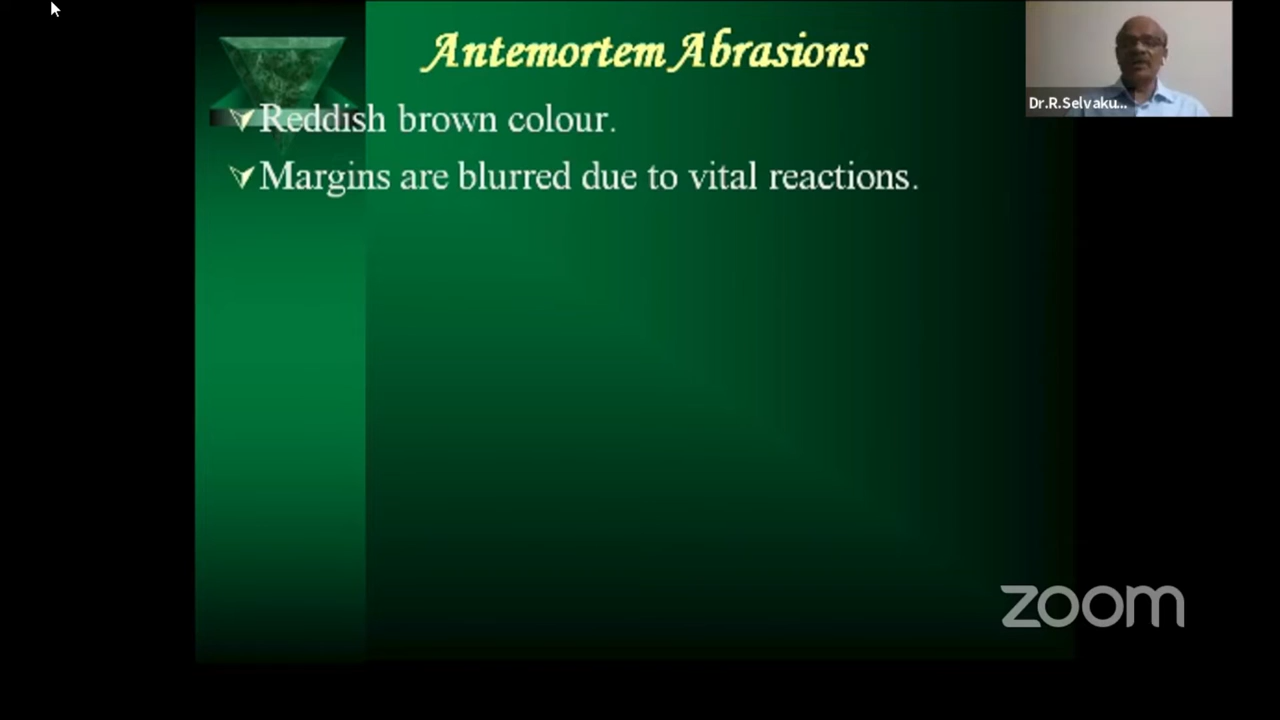 Antemortem Abrasions
Reddish brown colour.
Margins are blurred due to vital reactions.
Dr.R.Selvaku...
zoom